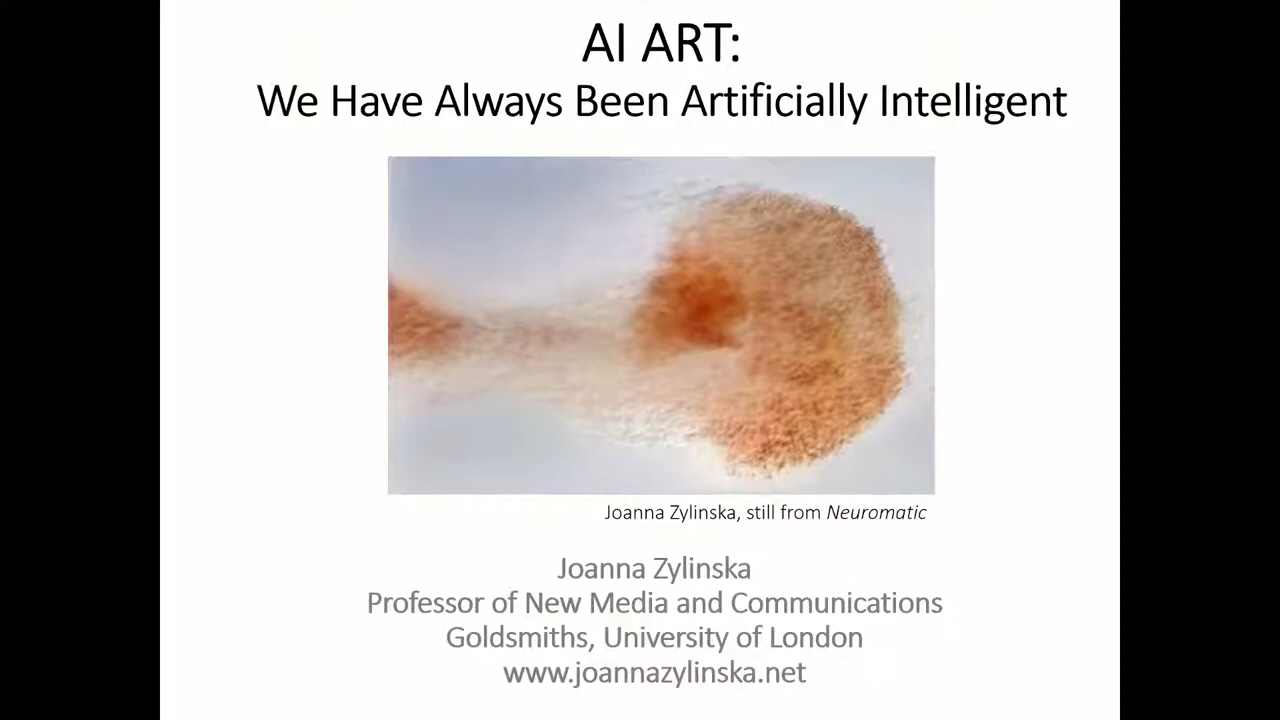 AI ART:
We Have Always Been Artificially Intelligent
Joanna Zylinska, still from Neuromatic
Joanna Zylinska
Professor of New Media and Communications
Goldsmiths, University of London
www.joannazylinska.net